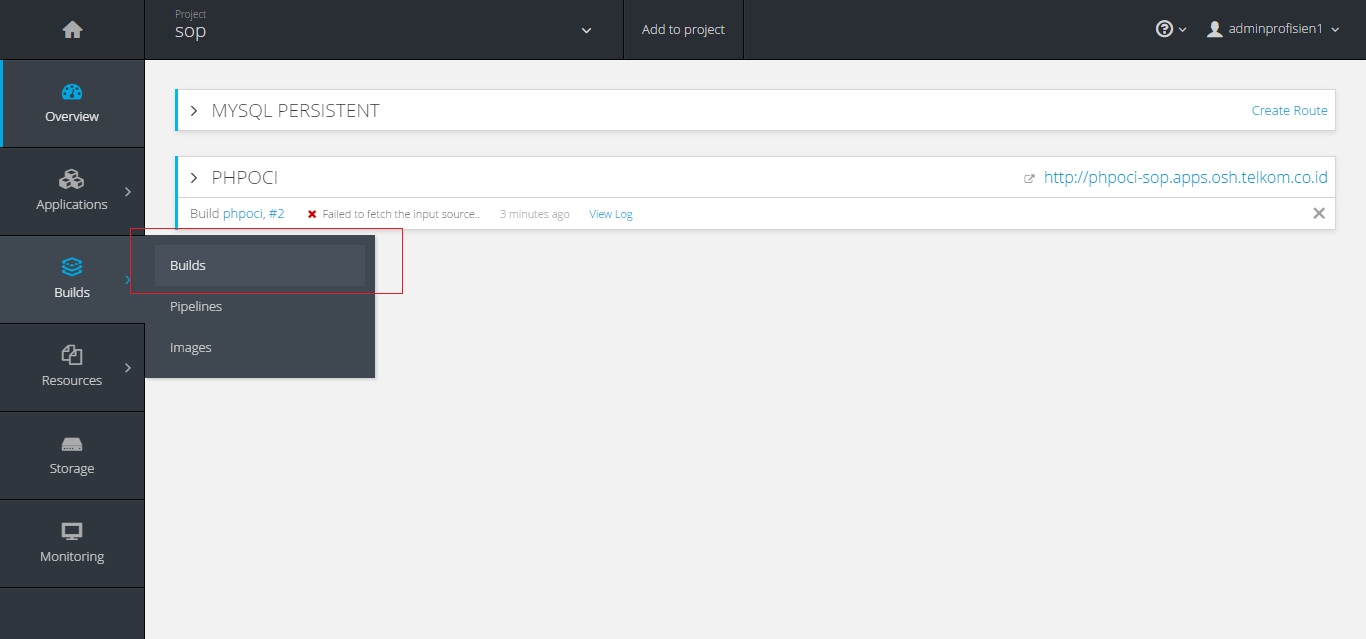 Project
sop
Add to project
adminprofisien1
Overview
Applications
Builds
Resources
Storage
Monitoring
MYSQL PERSISTENT
Create Route
PHPOCI
http://phpoci-sop.apps.osh.telkom.co.id
Build phpoci, #2 Failed to fetch the input source.. 3 minutes ago View Log
Builds
Pipelines
Images